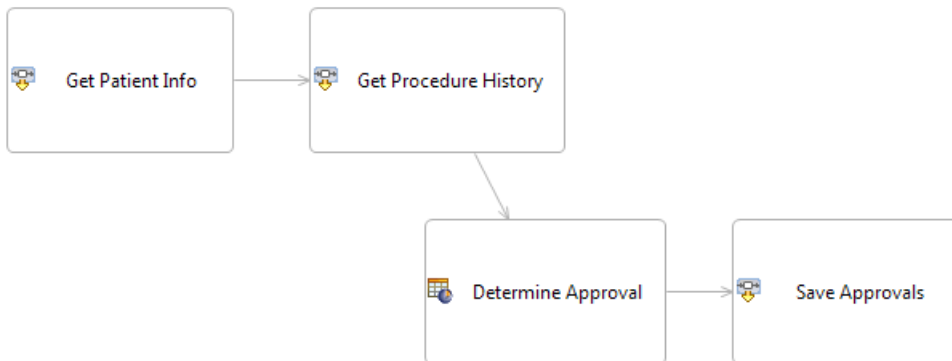 Get Patient Info
Get Procedure History
Determine Approval
Save Approvals